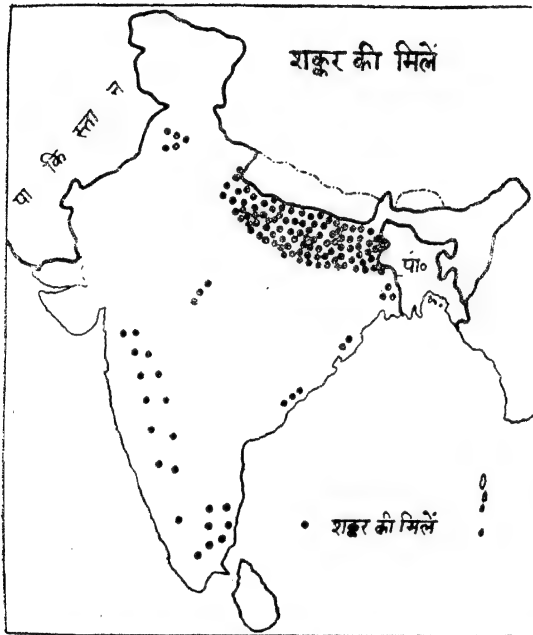 शक्कर की मिलें
पाकिस्तान
पा०
क.
शक्कर की मिलें